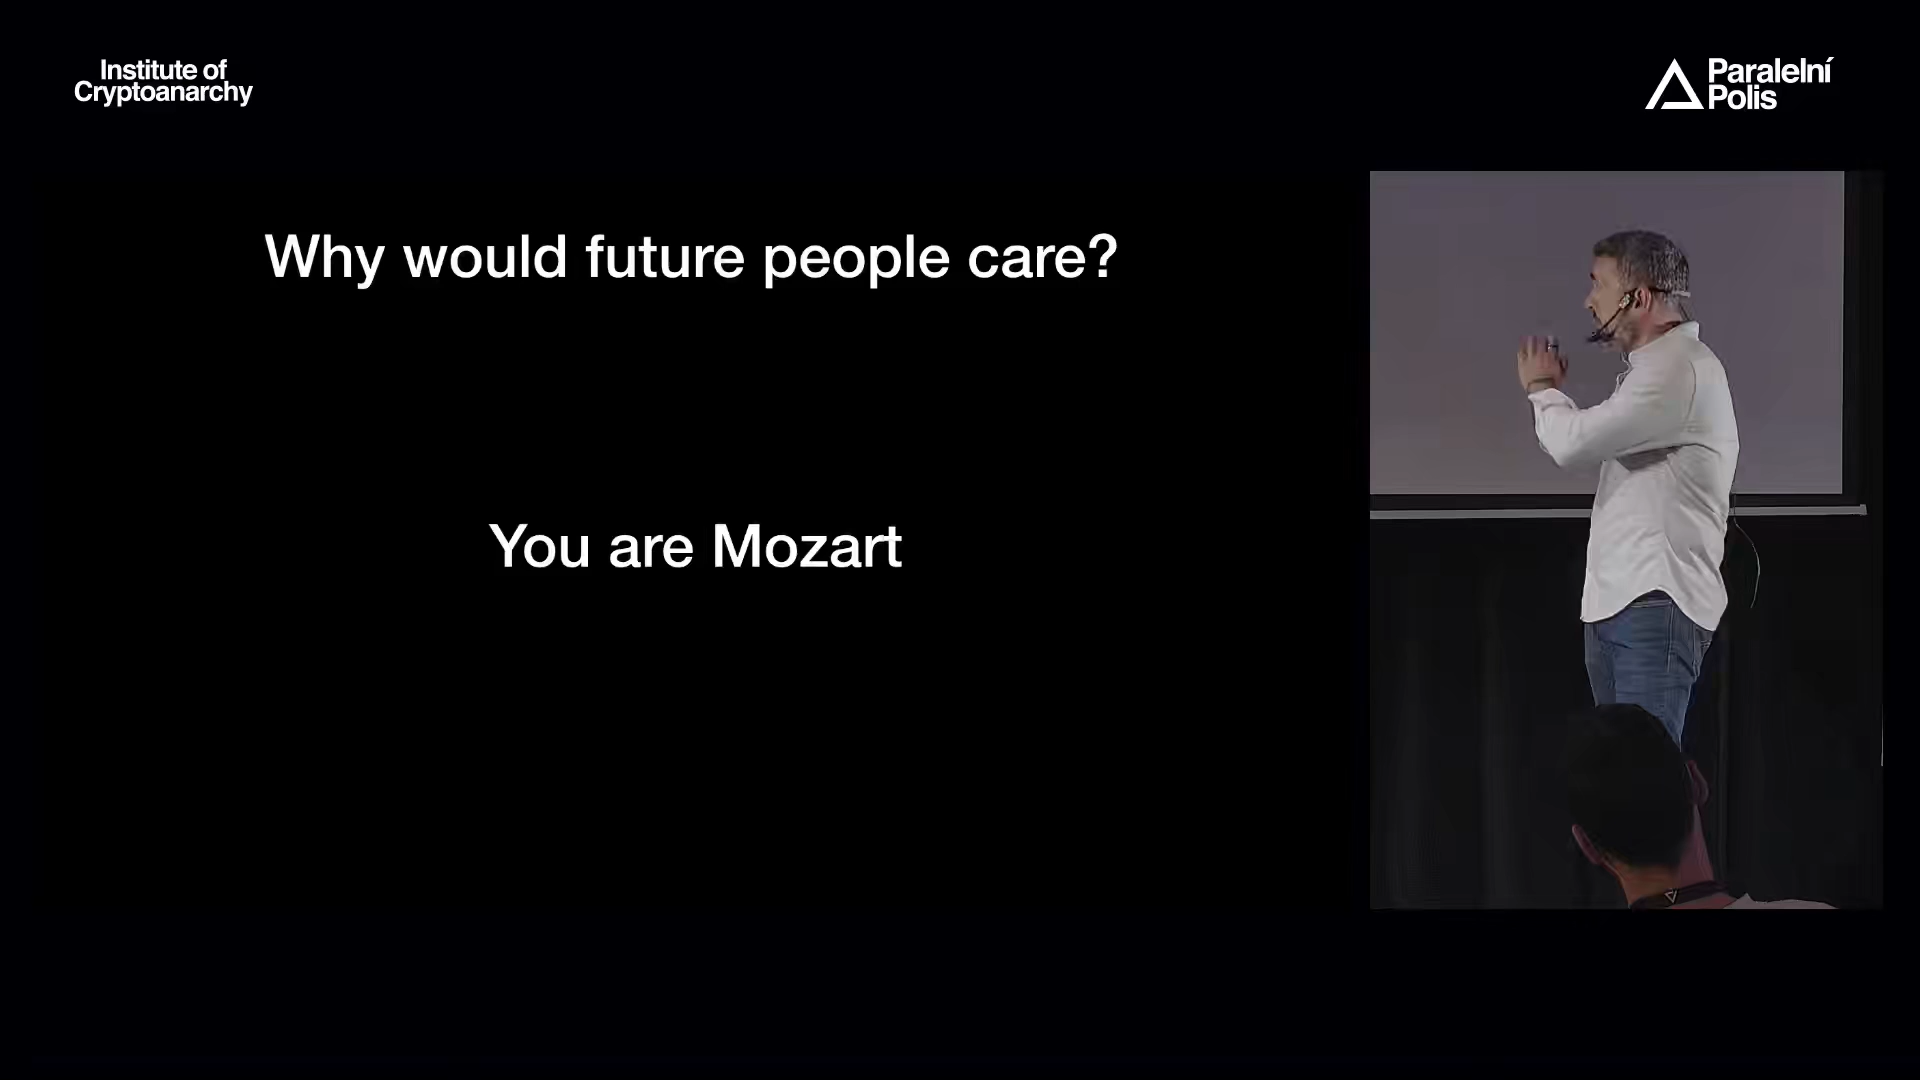 Institute of
Cryptoanarchy
Paralelní
Polis
Why would future people care?
You are Mozart